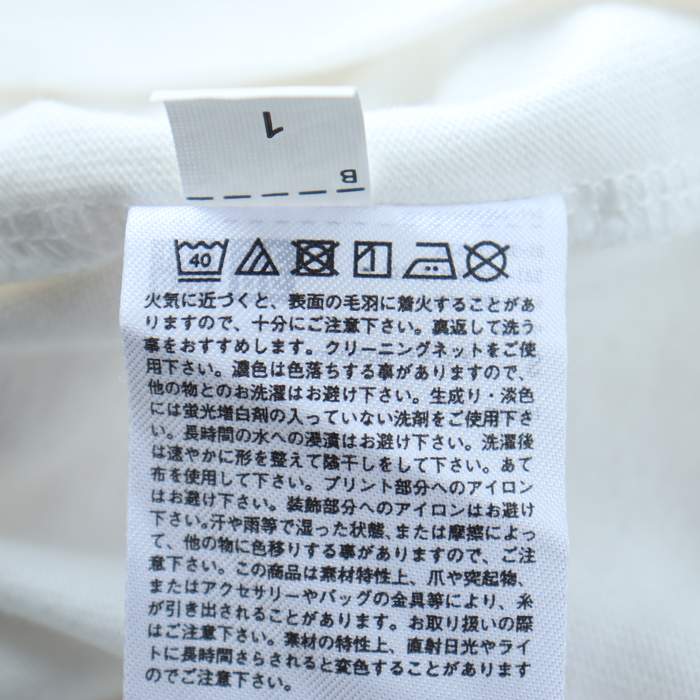 1
B
40
火気に近づくと、表面の毛羽に着火することがあ
りますので、十分にご注意下さい。裏返して洗う
事をおすすめします。クリーニングネットをご使
用下さい。濃色は色落ちする事がありますので、
他の物とのお洗濯はお避け下さい。生成り・淡色
には蛍光増白剤の入っていない洗剤をご使用下さ
い。長時間の水への浸漬はお避け下さい。洗濯後
は速やかに形を整えて陰干しをして下さい。あて
布を使用して下さい。プリント部分へのアイロン
はお避け下さい。装飾部分へのアイロンはお避け
下さい。汗や雨等で湿った状態、または摩擦によっ
て、他の物に色移りする事がありますので、ご注
意下さい。この商品は素材特性上、爪や突起物、
またはアクセサリーやバッグの金具等により、糸
が引き出されることがあります。お取り扱いの際
はご注意下さい。素材の特性上、直射日光やライ
トに長時間さらされると変色することがあります
のでご注意下さい。